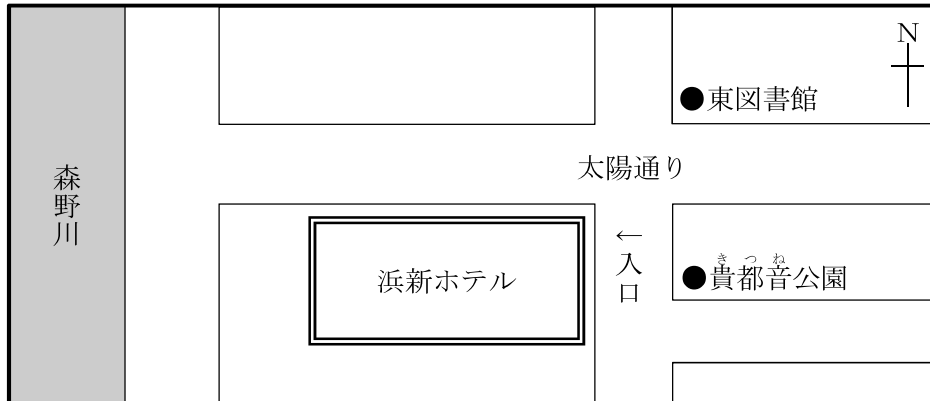 N
東図書館
太陽通り
森野川
浜新ホテル
←入口
きつね
貴都音公園